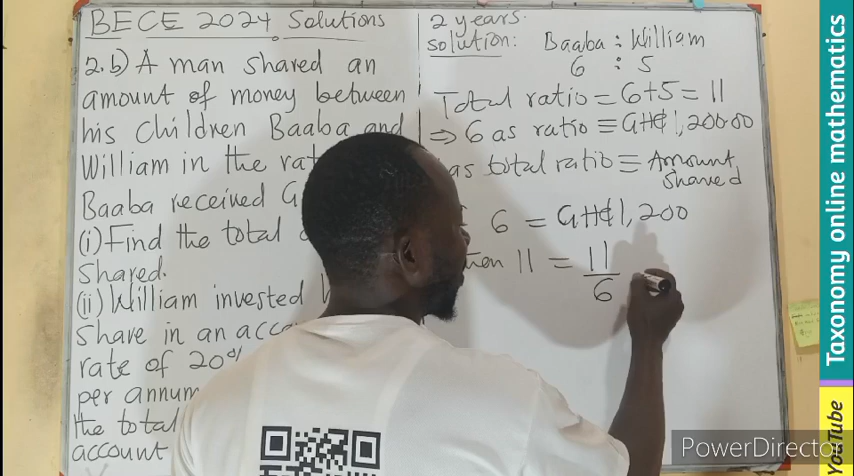 BECE 2024 Solutions
2.b) A man shared an
amount of money between
his children Baaba and
William in the
Baaba received
(i) Find the total
shared.
(ii) William invested
share in an
rate of 20%
per annum
the total
account
2 years.
solution: Baaba : William
6 : 5
Total ratio = 6+5 = 11
⇒ 6 as ratio ≡ GH₵1,200.00
as total ratio ≡ Amount
shared
6 = GH₵1,200
11 = 11/6
Taxonomy online mathematics
YouTube
PowerDirector